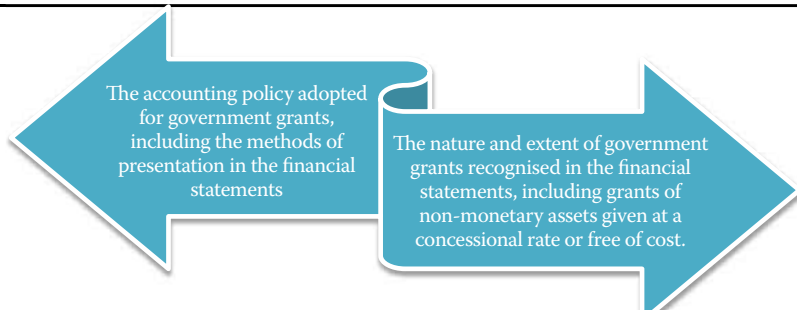 The accounting policy adopted
for government grants,
including the methods of
presentation in the financial
statements
The nature and extent of government
grants recognised in the financial
statements, including grants of
non-monetary assets given at a
concessional rate or free of cost.